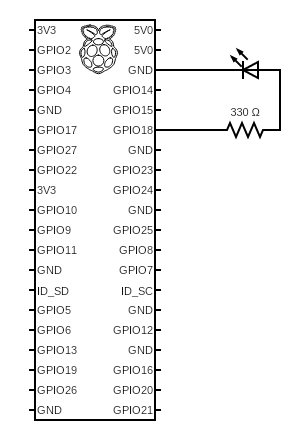 3V3 5V0
GPIO2 5V0
GPIO3 GND
GPIO4 GPIO14
GND GPIO15 330 Ω
GPIO17 GPIO18
GPIO27 GND
GPIO22 GPIO23
3V3 GPIO24
GPIO10 GND
GPIO9 GPIO25
GPIO11 GPIO8
GND GPIO7
ID_SD ID_SC
GPIO5 GND
GPIO6 GPIO12
GPIO13 GND
GPIO19 GPIO16
GPIO26 GPIO20
GND GPIO21